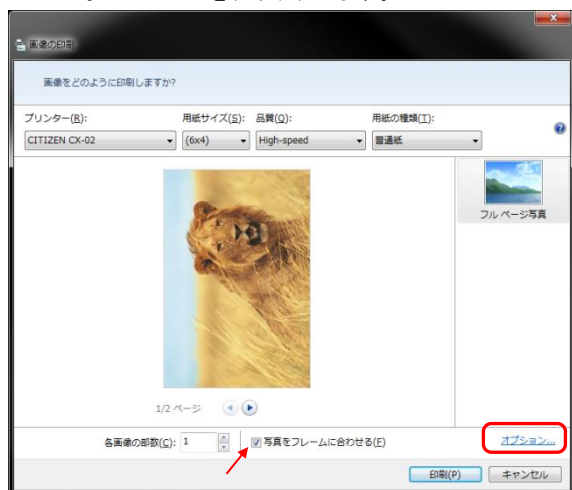 画像の印刷
画像をどのように印刷しますか?
プリンター(R):
用紙サイズ(S):
品質(Q):
用紙の種類(T):
CITIZEN CX-02
(6x4)
High-speed
普通紙
フル ページ写真
1/2 ページ
各画像の部数(C): 1
写真をフレームに合わせる(F)
オプション...
印刷(P)
キャンセル